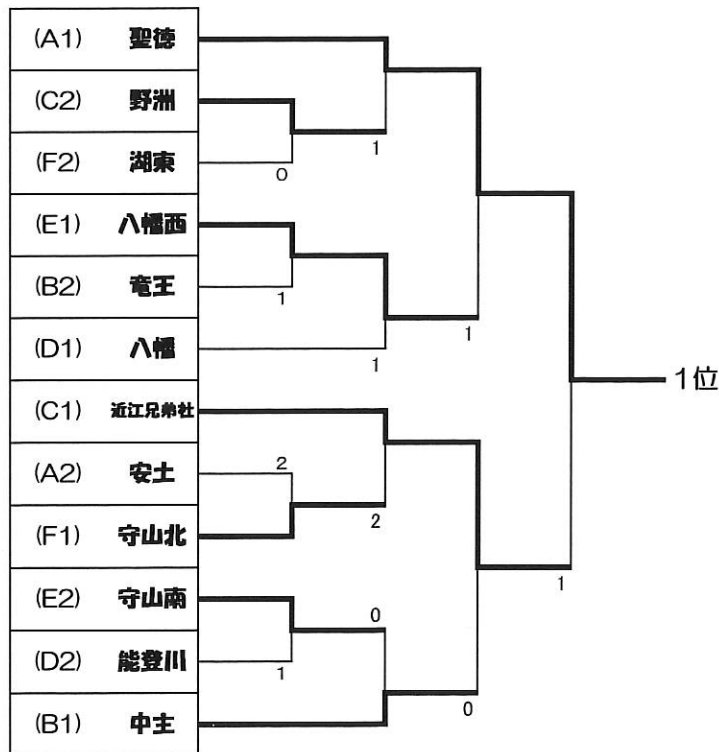 (A1) 聖徳
(C2) 野洲
1
(F2) 湖東
0
(E1) 八幡西
(B2) 竜王
1
1
(D1) 八幡
1
1位
(C1) 近江兄弟社
(A2) 安土
2
2
(F1) 守山北
1
(E2) 守山南
0
(D2) 能登川
1
0
(B1) 中主